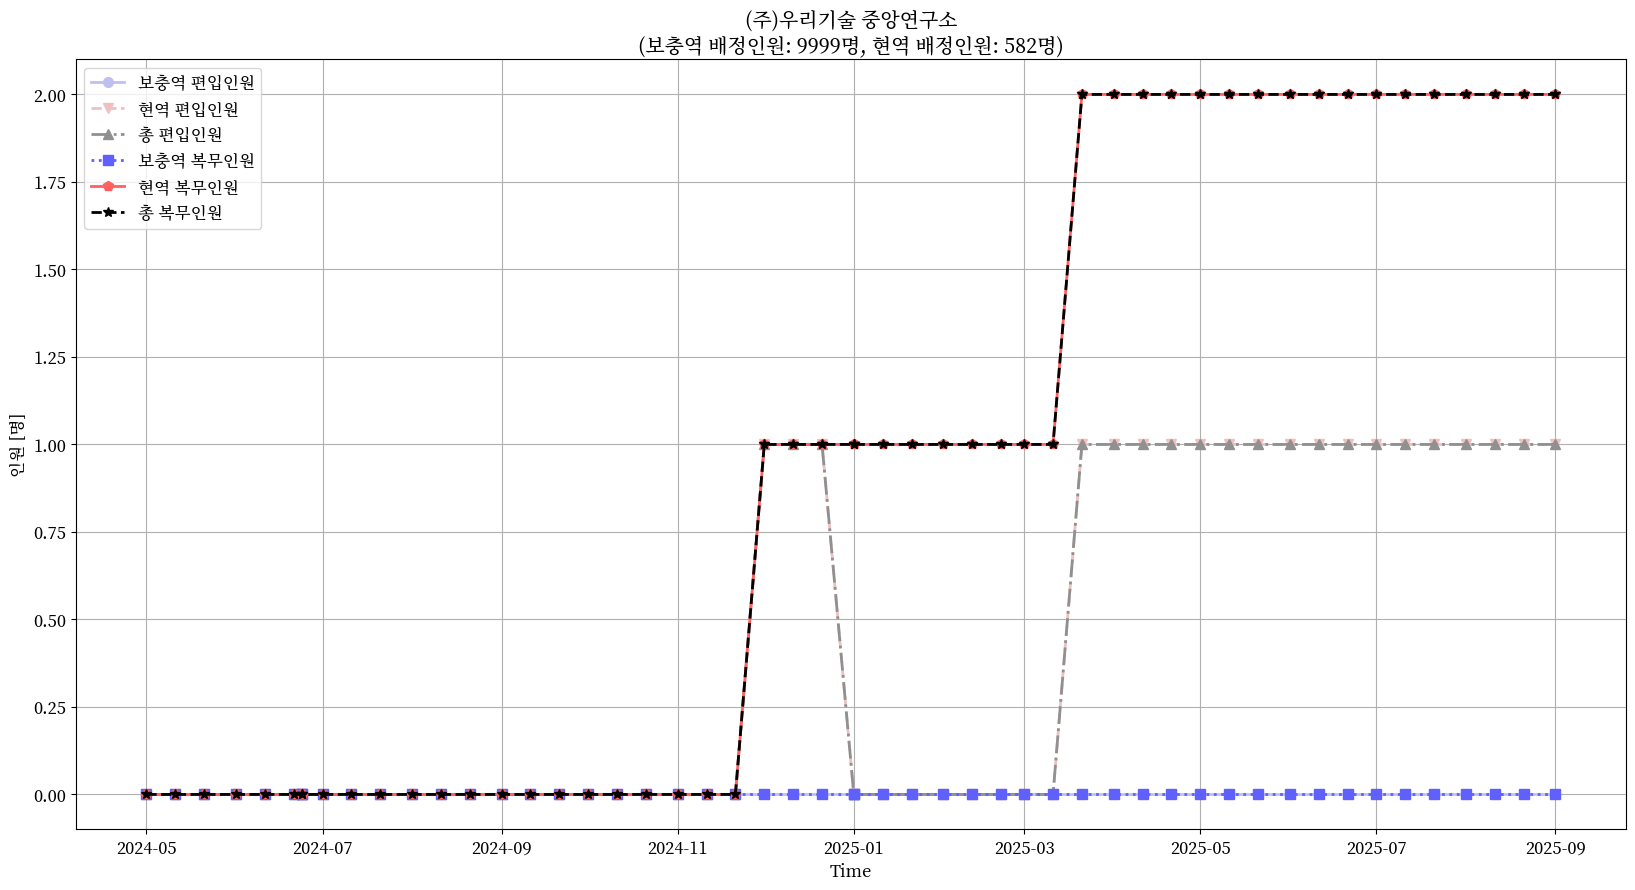 (주)우리기술 중앙연구소
(보충역 배정인원: 9999명, 현역 배정인원: 582명)
보충역 편입인원
현역 편입인원
총 편입인원
보충역 복무인원
현역 복무인원
총 복무인원
2.00
1.75
1.50
1.25
1.00
0.75
0.50
0.25
0.00
인원 [명]
2024-05
2024-07
2024-09
2024-11
2025-01
2025-03
2025-05
2025-07
2025-09
Time